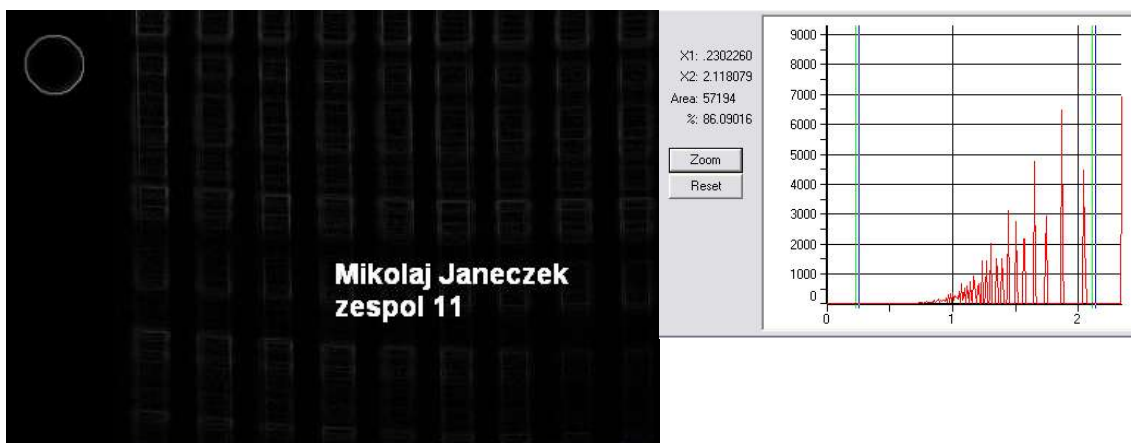 Mikolaj Janeczek
zespol 11
X1: .2302260
X2: 2.118079
Area: 57194
%: 86.09016
Zoom
Reset
9000
8000
7000
6000
5000
4000
3000
2000
1000
0
0
1
2